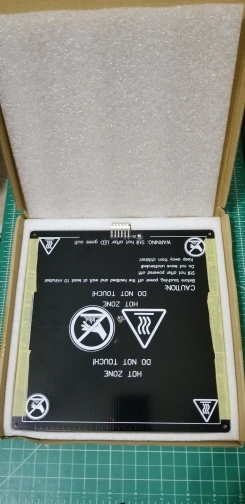 HOT ZONE
DO NOT TOUCH!
HOT ZONE
DO NOT TOUCH!
CAUTION:
Before touching, power off the heatbed and wait at least 10 minutes!
Still hot after powered off!
Do not leave unattended.
Keep away from children.
WARNING: Still hot after LED goes out!